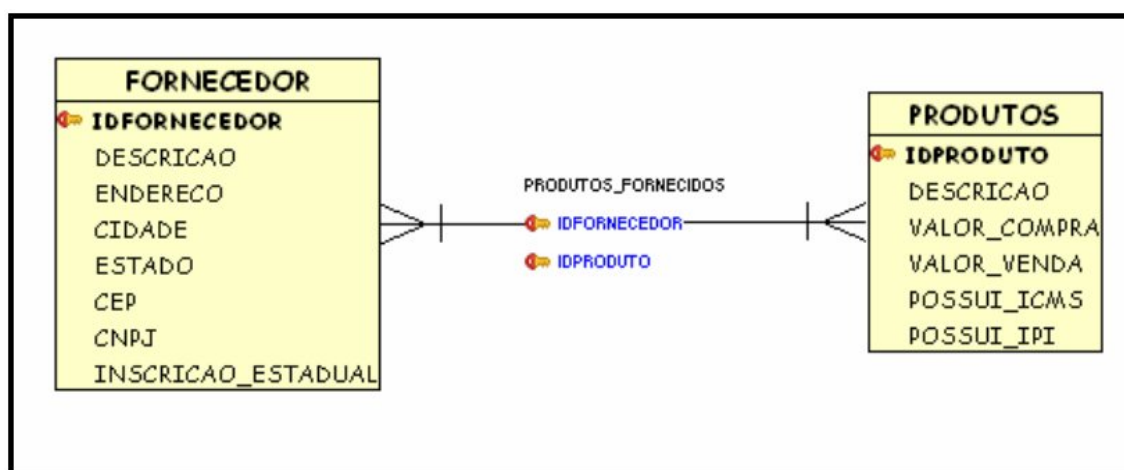 FORNECEDOR
IDFORNECEDOR
DESCRICAO
ENDERECO
CIDADE
ESTADO
CEP
CNPJ
INSCRICAO_ESTADUAL
PRODUTOS_FORNECIDOS
IDFORNECEDOR
IDPRODUTO
PRODUTOS
IDPRODUTO
DESCRICAO
VALOR_COMPRA
VALOR_VENDA
POSSUI_ICMS
POSSUI_IPI